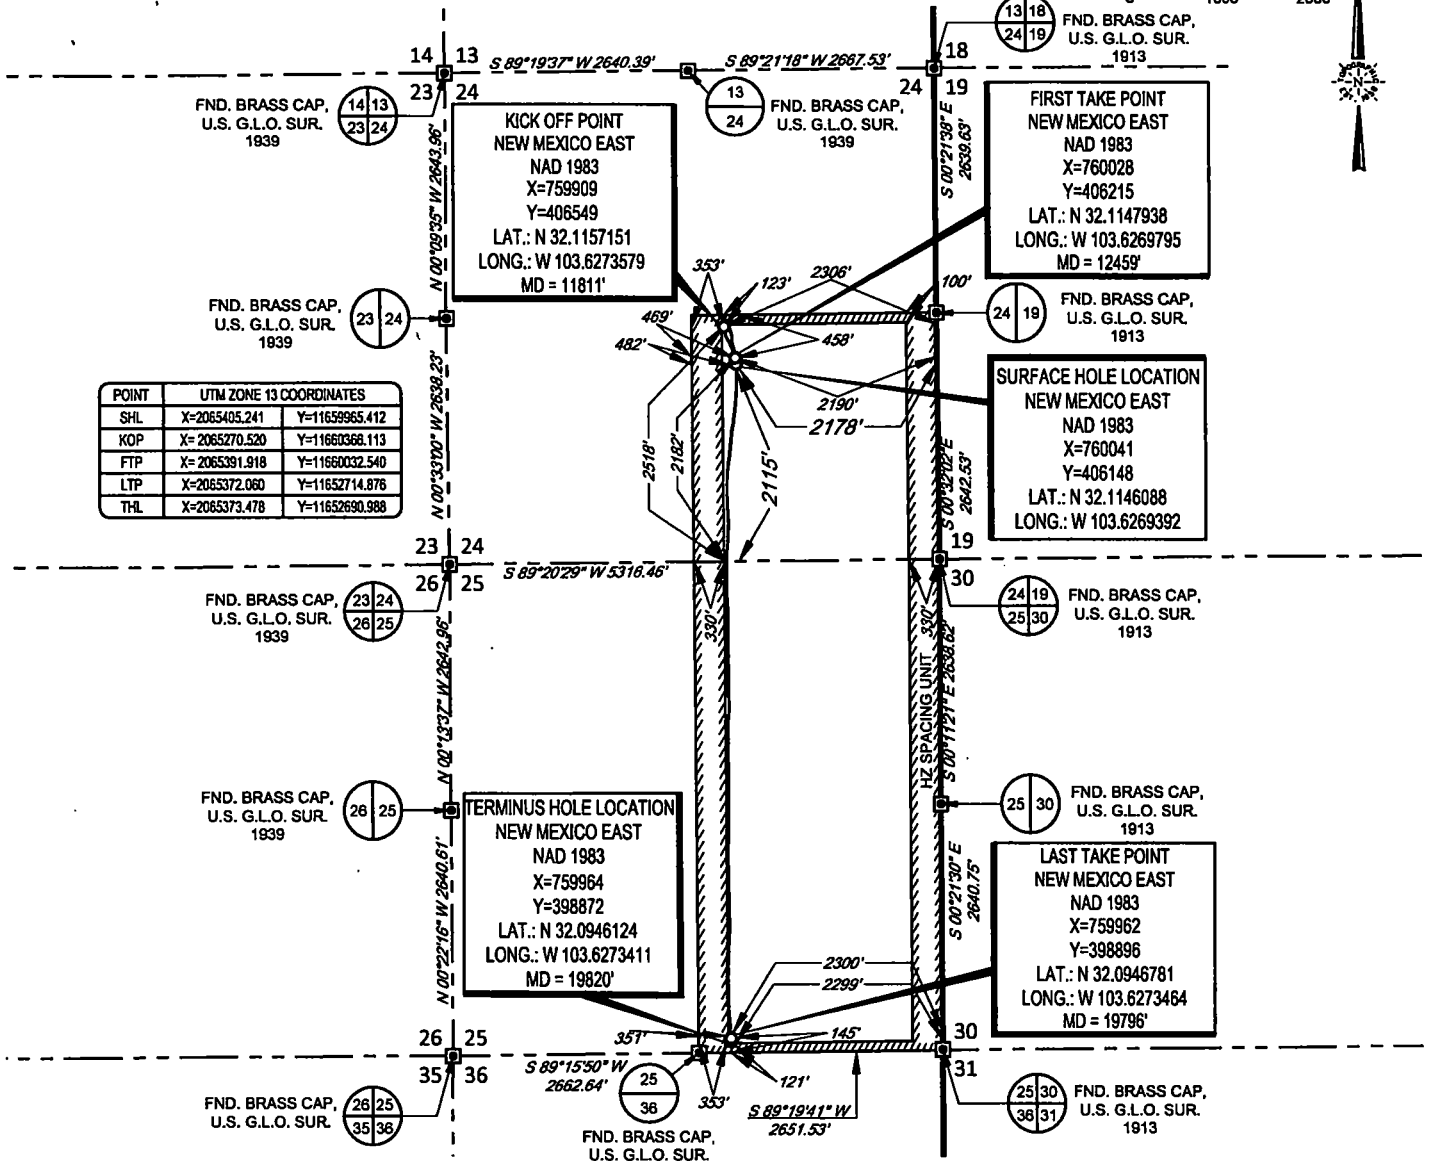 13 18
24 19
FND. BRASS CAP,
U.S. G.L.O. SUR.
1913
14 13
23 24
S 89°19'37" W 2640.39'
S 89°21'18" W 2667.53'
18
24 19
14 13
23 24
FND. BRASS CAP,
U.S. G.L.O. SUR.
1939
13
24
FND. BRASS CAP,
U.S. G.L.O. SUR.
1939
N 00°09'35" W 2643.96'
S 00°21'38" E
2639.63'
KICK OFF POINT
NEW MEXICO EAST
NAD 1983
X=759909
Y=406549
LAT.: N 32.1157151
LONG.: W 103.6273579
MD = 11811'
FIRST TAKE POINT
NEW MEXICO EAST
NAD 1983
X=760028
Y=406215
LAT.: N 32.1147938
LONG.: W 103.6269795
MD = 12459'
353'
123'
2306'
100'
469'
482'
458'
2190'
2178'
2518'
2182'
2115'
23 24
FND. BRASS CAP,
U.S. G.L.O. SUR.
1939
24 19
FND. BRASS CAP,
U.S. G.L.O. SUR.
1913
POINT UTM ZONE 13 COORDINATES
SHL X=2065405.241 Y=11659965.412
KOP X= 2065270.520 Y=11660366.113
FTP X= 2065391.918 Y=11660032.540
LTP X=2065372.060 Y=11652714.876
THL X=2065373.478 Y=11652690.988
N 00°33'00" W 2638.23'
SURFACE HOLE LOCATION
NEW MEXICO EAST
NAD 1983
X=760041
Y=406148
LAT.: N 32.1146088
LONG.: W 103.6269392
S 00°32'02" E
2642.53'
23 24
26 25
S 89°20'29" W 5316.46'
19
30
23 24
26 25
FND. BRASS CAP,
U.S. G.L.O. SUR.
1939
330'
330'
24 19
25 30
FND. BRASS CAP,
U.S. G.L.O. SUR.
1913
N 00°13'37" W 2642.96'
HZ SPACING UNIT
S 00°11'21" E 2638.62'
26 25
FND. BRASS CAP,
U.S. G.L.O. SUR.
1939
25 30
FND. BRASS CAP,
U.S. G.L.O. SUR.
1913
N 00°22'16" W 2640.61'
TERMINUS HOLE LOCATION
NEW MEXICO EAST
NAD 1983
X=759964
Y=398872
LAT.: N 32.0946124
LONG.: W 103.6273411
MD = 19820'
S 00°21'30" E
2640.75'
LAST TAKE POINT
NEW MEXICO EAST
NAD 1983
X=759962
Y=398896
LAT.: N 32.0946781
LONG.: W 103.6273464
MD = 19796'
2300'
2299'
351'
145'
26 25
35 36
30
31
S 89°15'50" W
2662.64'
353'
121'
S 89°19'41" W
2651.53'
25
36
FND. BRASS CAP,
U.S. G.L.O. SUR.
26 25
35 36
FND. BRASS CAP,
U.S. G.L.O. SUR.
25 30
36 31
FND. BRASS CAP,
U.S. G.L.O. SUR.
1913
N